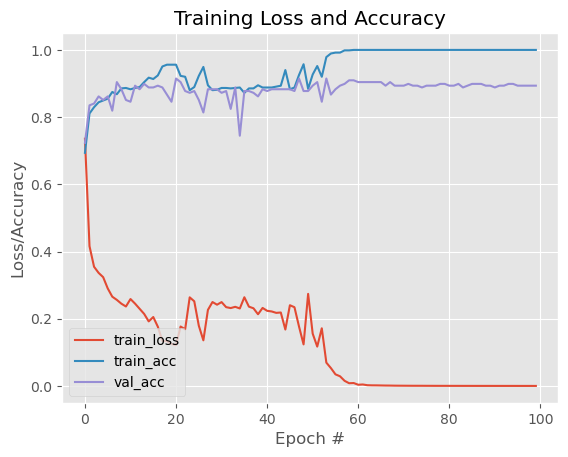 Training Loss and Accuracy
1.0
0.8
0.6
0.4
0.2
0.0
Loss/Accuracy
train_loss
train_acc
val_acc
0 20 40 60 80 100
Epoch #